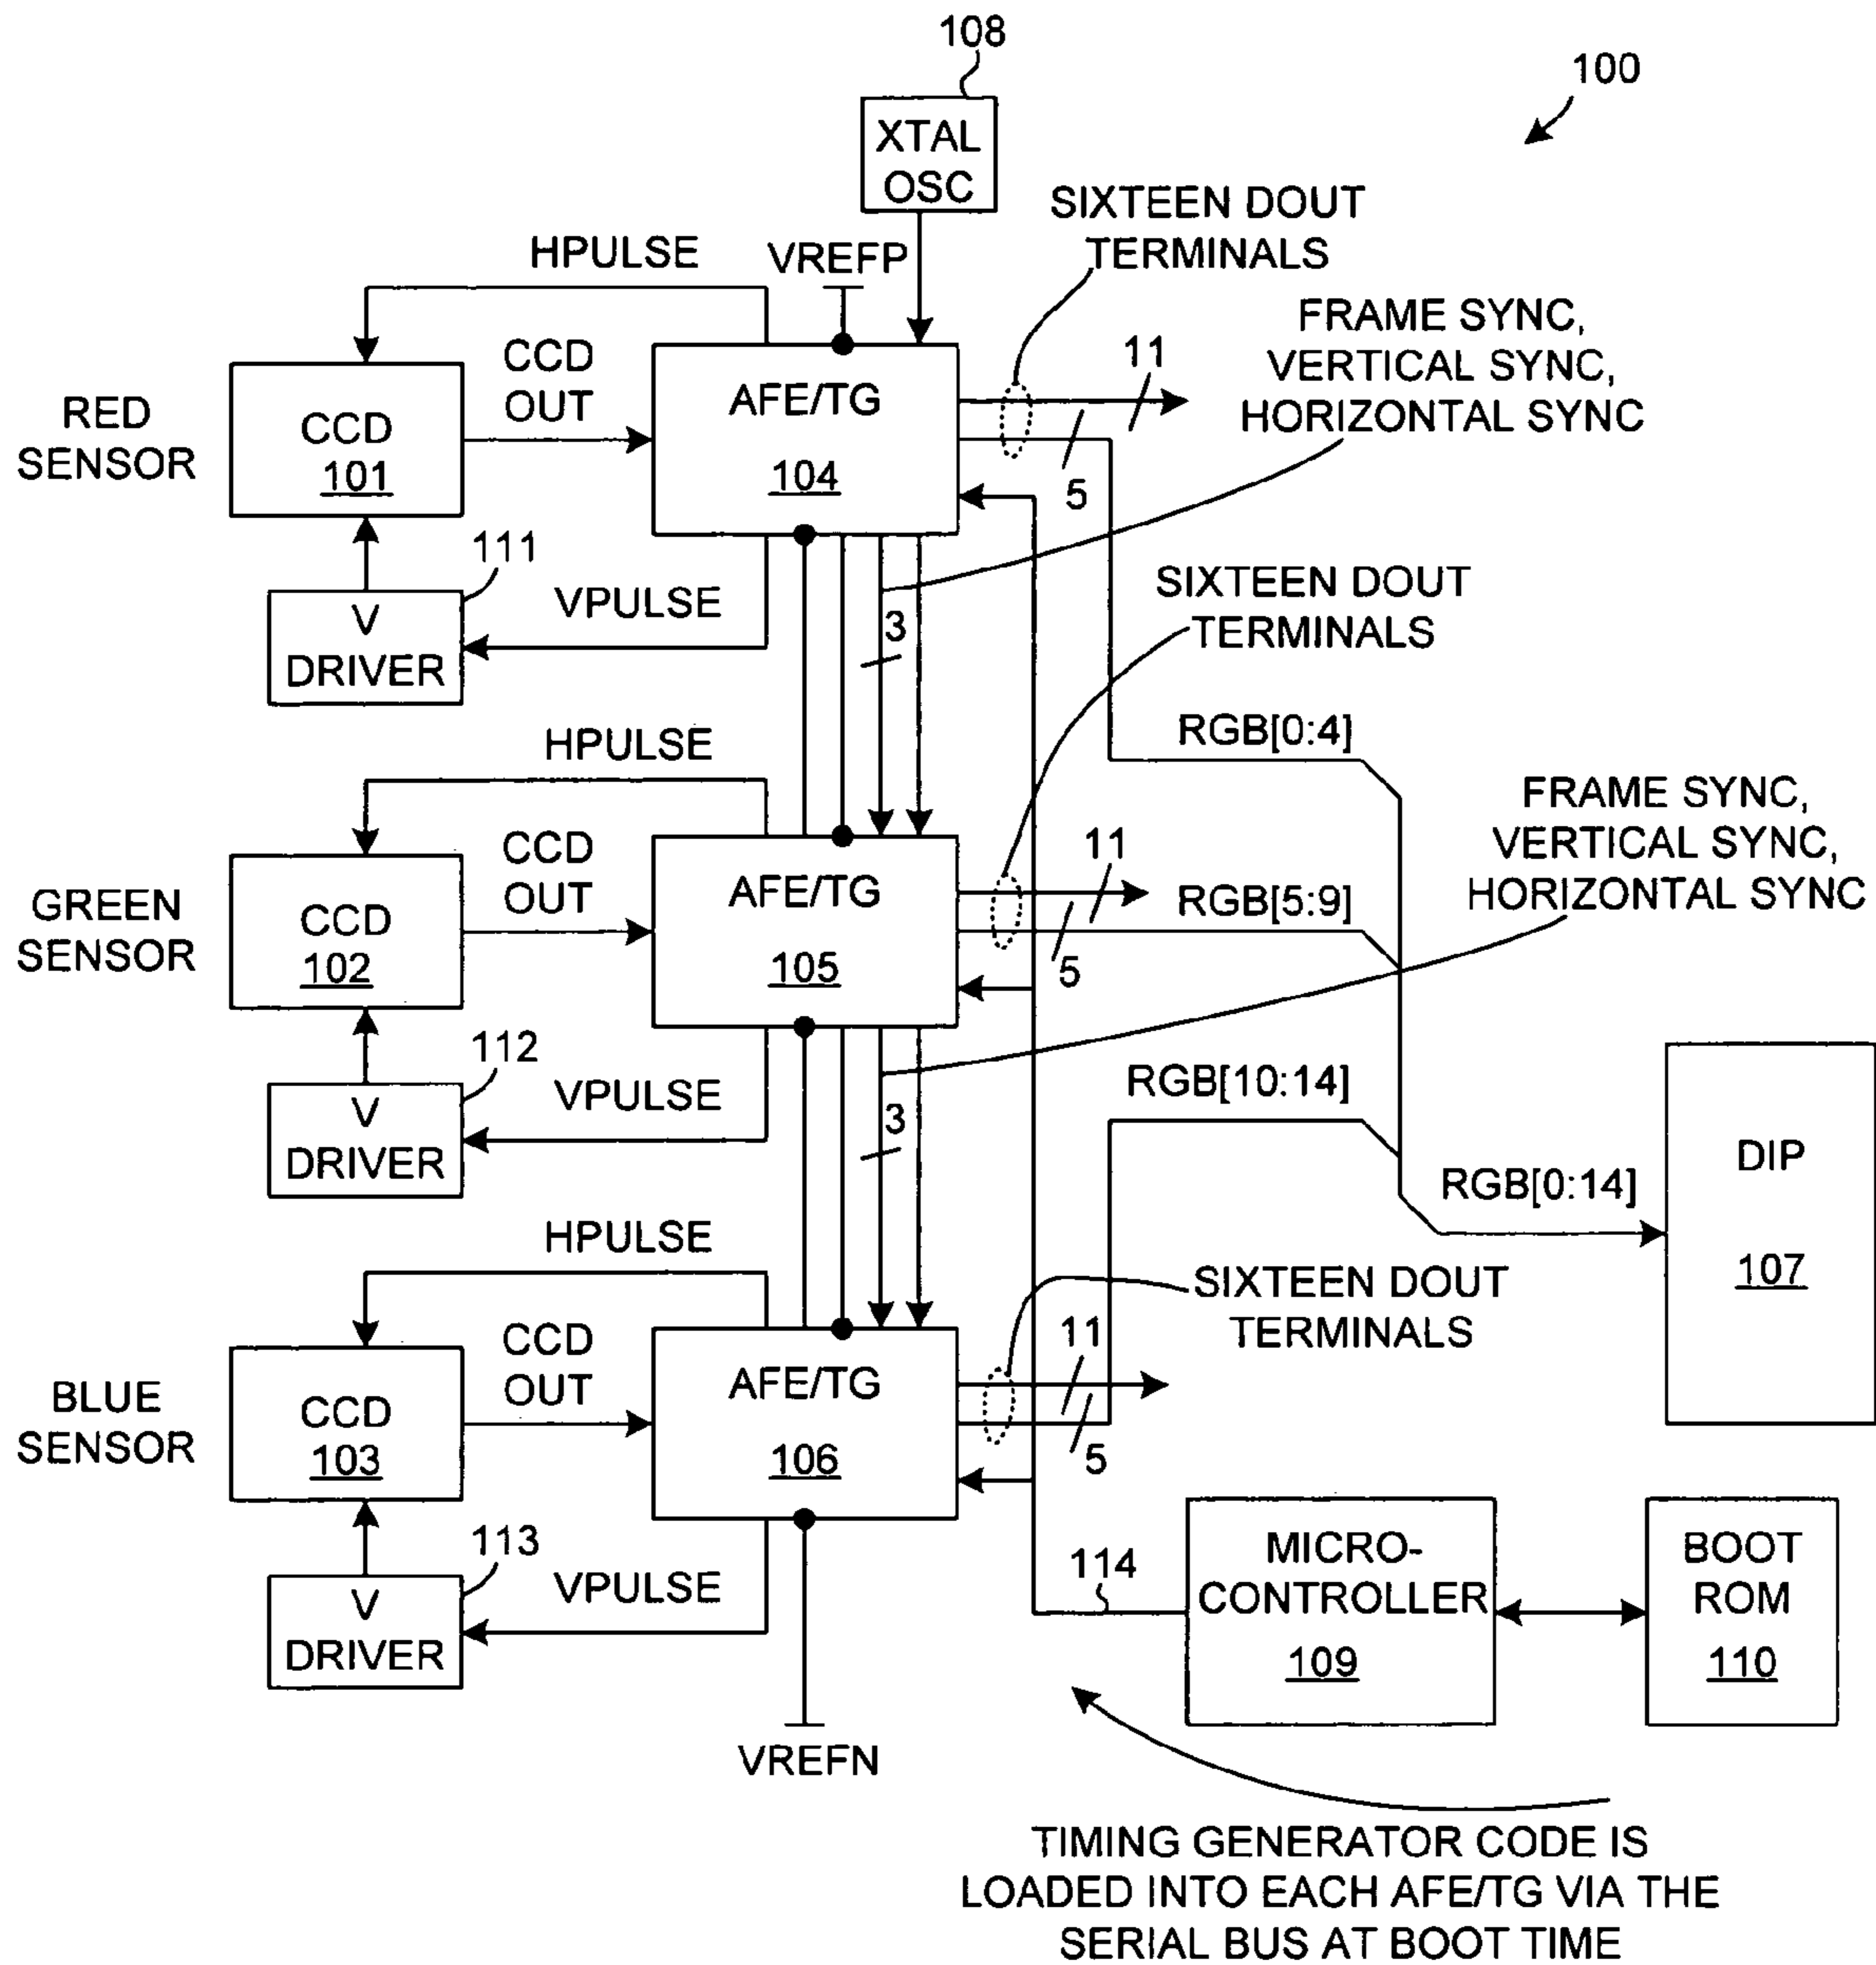 108
100
XTAL
OSC
SIXTEEN DOUT
TERMINALS
HPULSE
VREFP
FRAME SYNC,
VERTICAL SYNC,
HORIZONTAL SYNC
RED
SENSOR
CCD
101
CCD
OUT
AFE/TG
104
11
5
111
V
DRIVER
VPULSE
3
SIXTEEN DOUT
TERMINALS
RGB[0:4]
HPULSE
FRAME SYNC,
VERTICAL SYNC,
HORIZONTAL SYNC
GREEN
SENSOR
CCD
102
CCD
OUT
AFE/TG
105
11
5
RGB[5:9]
112
V
DRIVER
VPULSE
3
RGB[10:14]
RGB[0:14]
DIP
107
HPULSE
SIXTEEN DOUT
TERMINALS
BLUE
SENSOR
CCD
103
CCD
OUT
AFE/TG
106
11
5
113
V
DRIVER
VPULSE
114
MICRO-
CONTROLLER
109
BOOT
ROM
110
VREFN
TIMING GENERATOR CODE IS
LOADED INTO EACH AFE/TG VIA THE
SERIAL BUS AT BOOT TIME